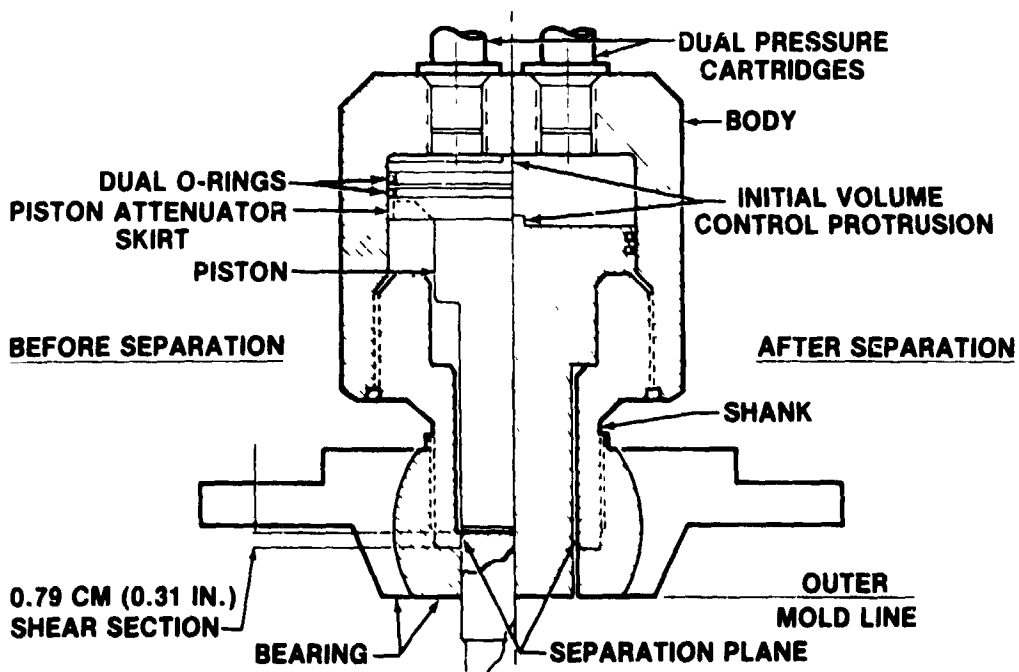 DUAL PRESSURE
CARTRIDGES
BODY
DUAL O-RINGS
PISTON ATTENUATOR
SKIRT
INITIAL VOLUME
CONTROL PROTRUSION
PISTON
BEFORE SEPARATION
AFTER SEPARATION
SHANK
0.79 CM (0.31 IN.)
SHEAR SECTION
OUTER
MOLD LINE
BEARING
SEPARATION PLANE